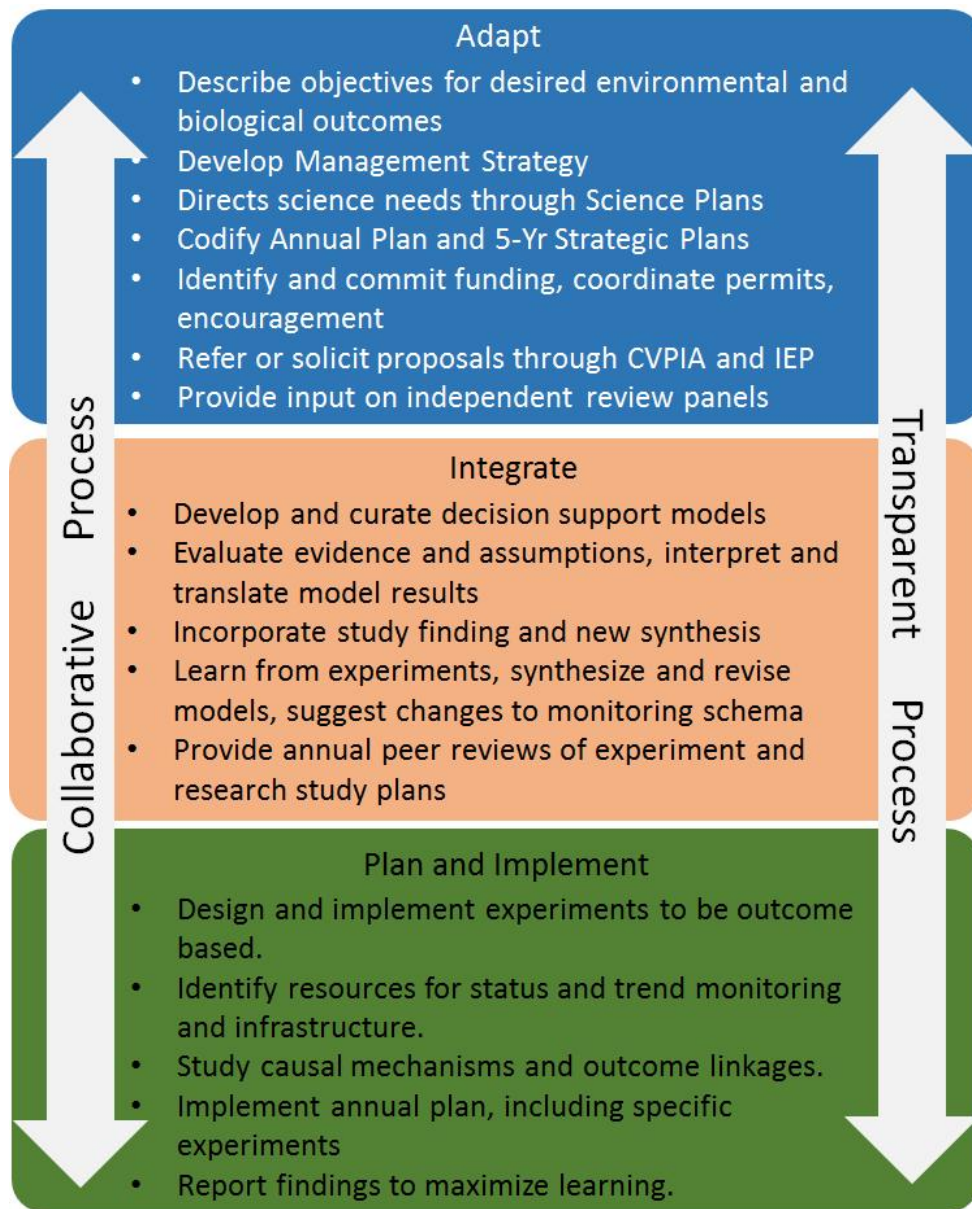 Adapt
• Describe objectives for desired environmental and
biological outcomes
• Develop Management Strategy
• Directs science needs through Science Plans
• Codify Annual Plan and 5-Yr Strategic Plans
• Identify and commit funding, coordinate permits,
encouragement
• Refer or solicit proposals through CVPIA and IEP
• Provide input on independent review panels
Integrate
• Develop and curate decision support models
• Evaluate evidence and assumptions, interpret and
translate model results
• Incorporate study finding and new synthesis
• Learn from experiments, synthesize and revise
models, suggest changes to monitoring schema
• Provide annual peer reviews of experiment and
research study plans
Plan and Implement
• Design and implement experiments to be outcome
based.
• Identify resources for status and trend monitoring
and infrastructure.
• Study causal mechanisms and outcome linkages.
• Implement annual plan, including specific
experiments
• Report findings to maximize learning.
Collaborative Process
Transparent Process